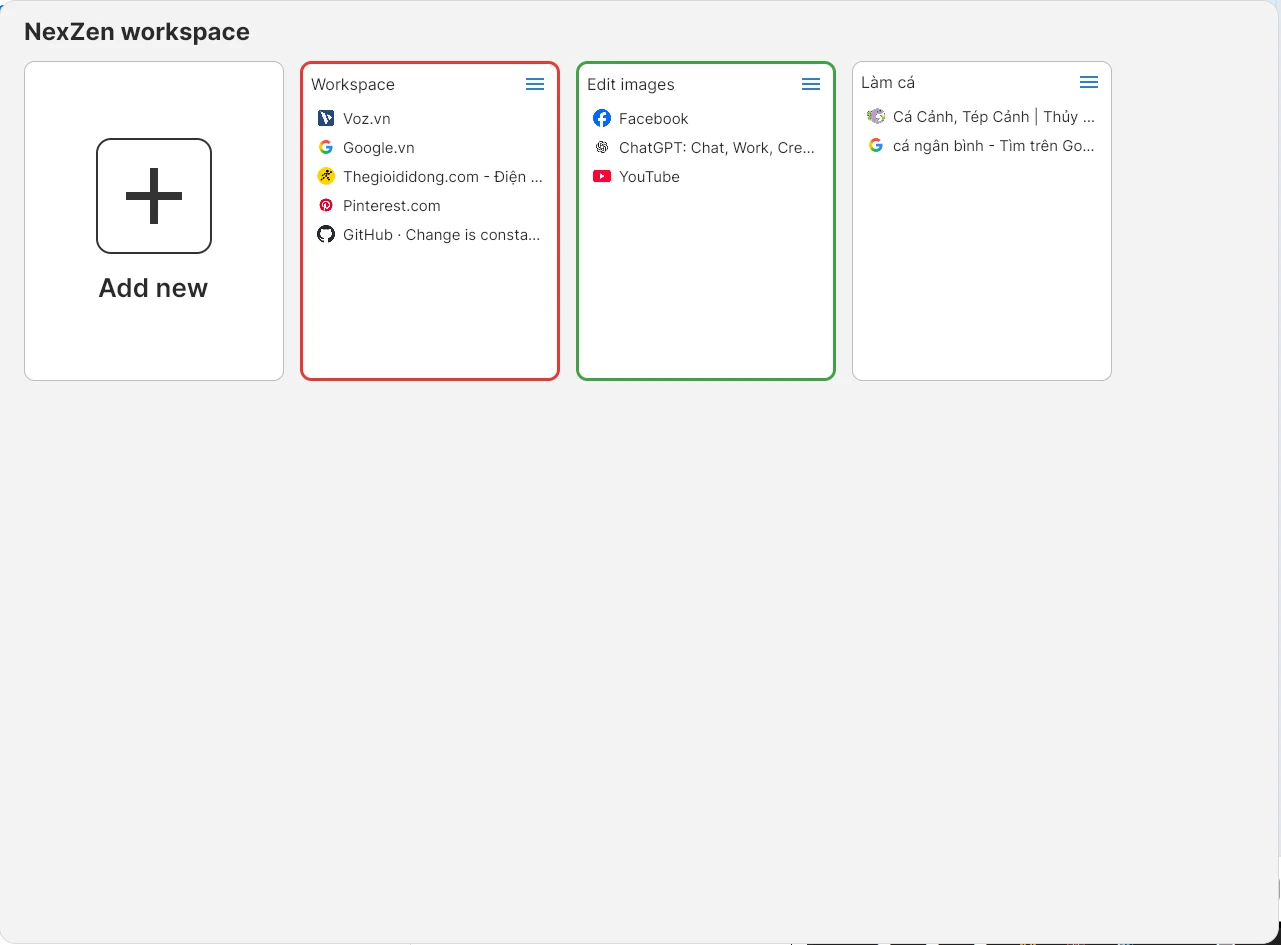 NexZen workspace
Add new
Workspace
Voz.vn
Google.vn
Thegioididong.com - Điện ...
Pinterest.com
GitHub · Change is consta...
Edit images
Facebook
ChatGPT: Chat, Work, Cre...
YouTube
Làm cá
Cá Cảnh, Tép Cảnh | Thủy ...
cá ngân bình - Tìm trên Go...